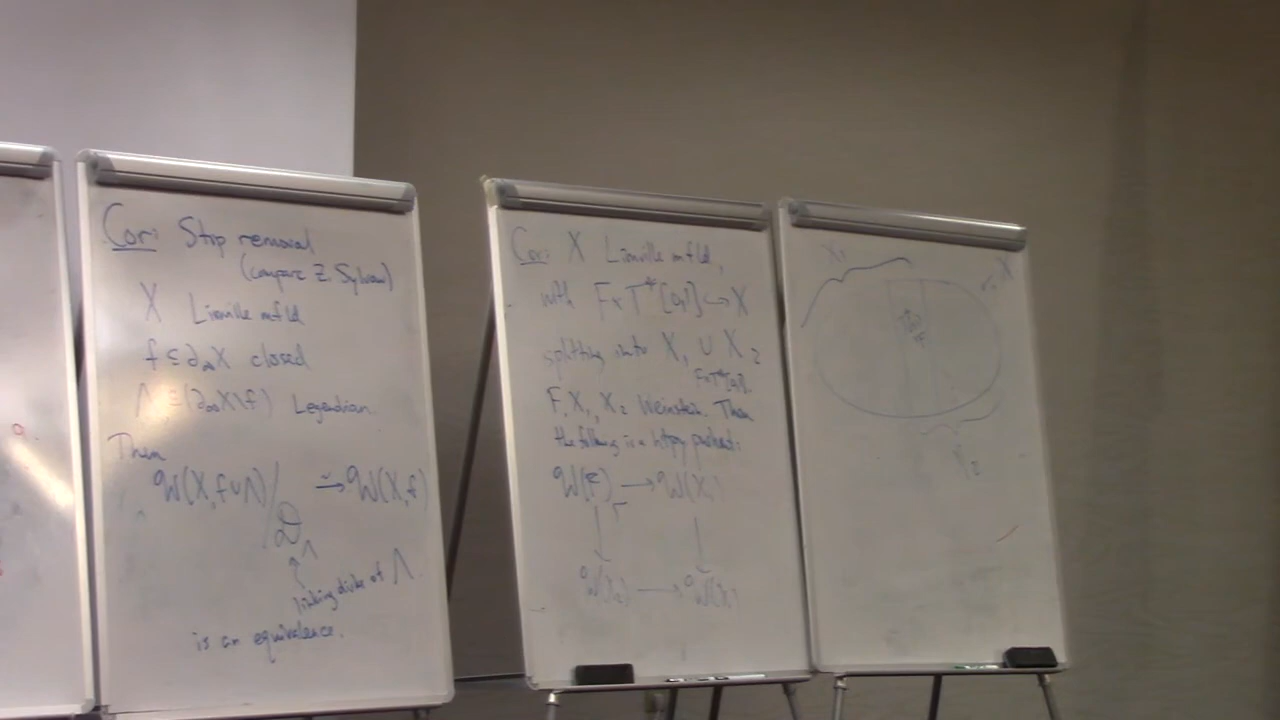 Cor: Stop removal
(compare Z. Sylvan)
X Liouville mfld
f ⊆ ∂∞X closed
Λ ⊆ (∂∞X \ f) Legendrian.
Then
W(X, f∪Λ)/D ⥲ W(X, f)
linking disks of Λ.
is an equivalence.
Cor: X Liouville mfld,
with F × T*[0,1] ↪ X
splitting into X₁ ∪ X₂
F×T*[0,1].
F, X₁, X₂ Weinstein. Then
the following is a htpy pushout:
W(F) → W(X₁)
W(X₂) → W(X)
X₁
X
X₂